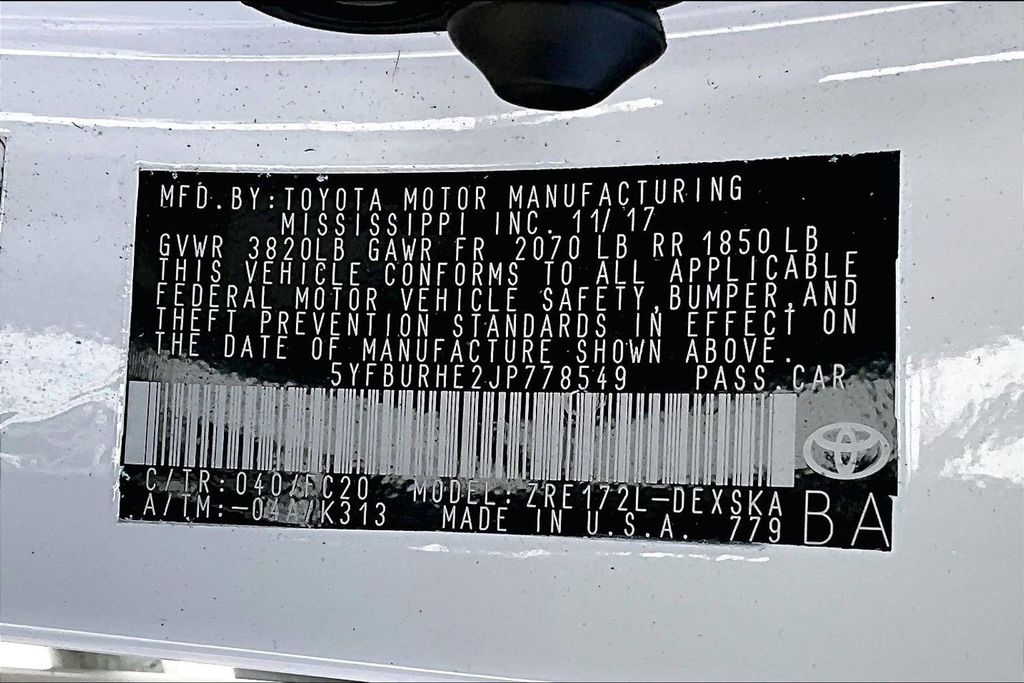 MFD.BY:TOYOTA MOTOR MANUFACTURING
MISSISSIPPI INC. 11/17
GVWR 3820LB GAWR FR 2070LB RR 1850LB
THIS VEHICLE CONFORMS TO ALL APPLICABLE
FEDERAL MOTOR VEHICLE SAFETY,BUMPER,AND
THEFT PREVENTION STANDARDS IN EFFECT ON
THE DATE OF MANUFACTURE SHOWN ABOVE.
5YFBURHE2JP778549 PASS.CAR
C/TR:040/FC20 MODEL:ZRE172L-DEXSKA
A/TM:-04A/K313 MADE IN U.S.A. 779 BA